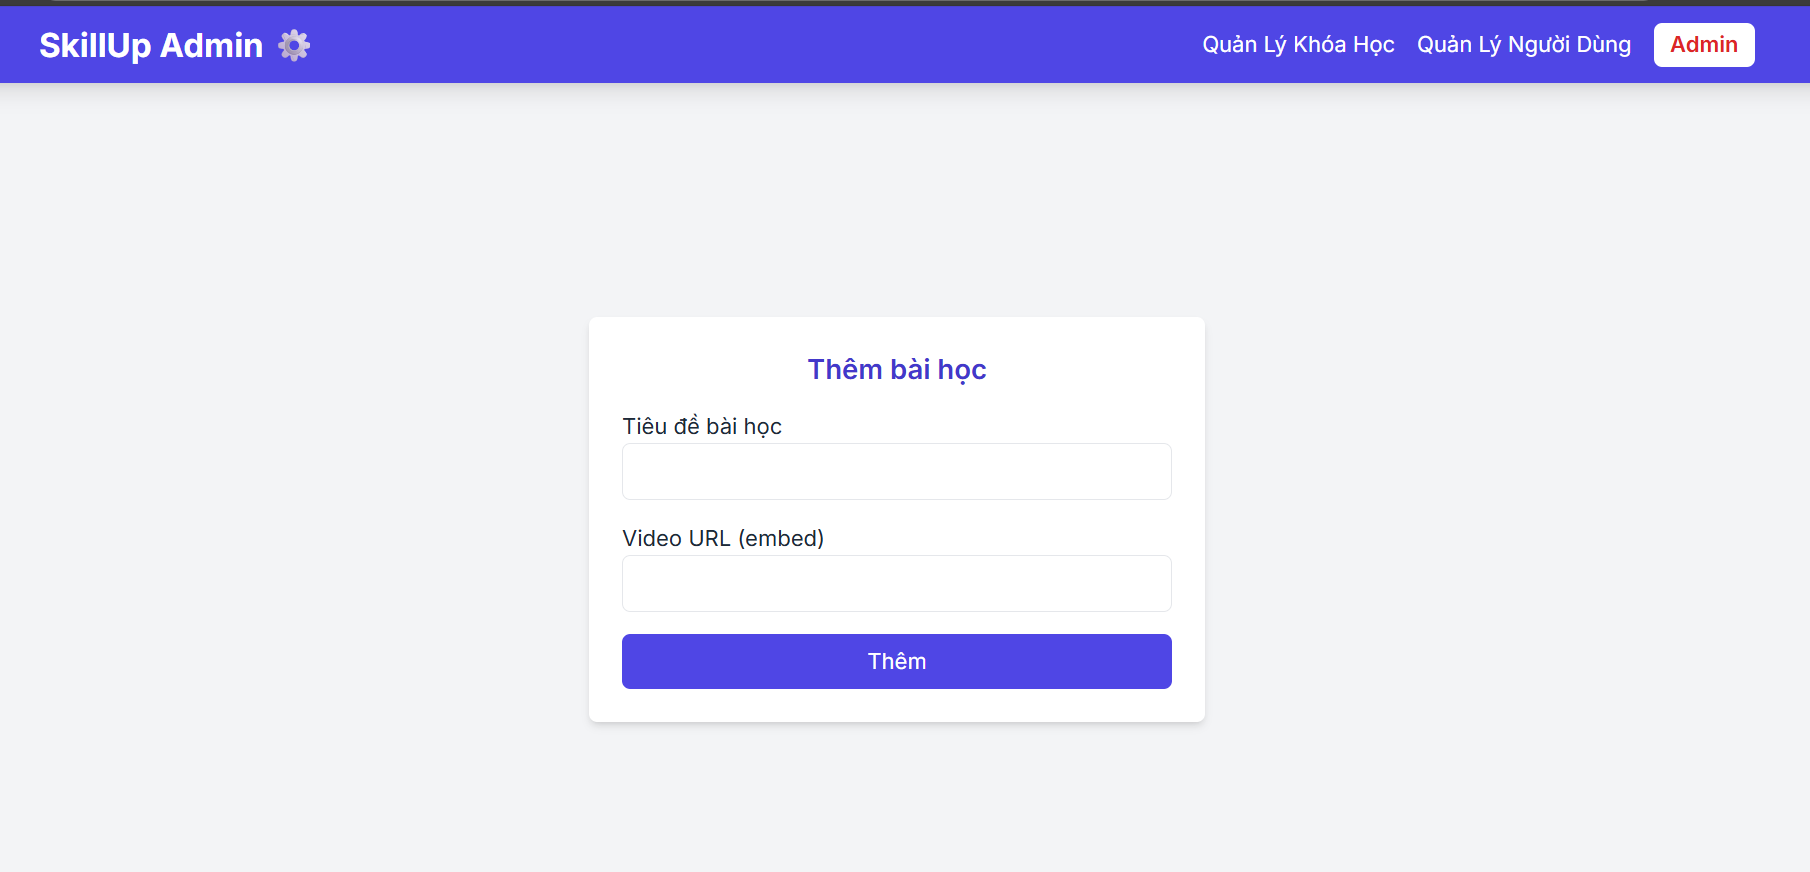 SkillUp Admin ⚙️
Quản Lý Khóa Học Quản Lý Người Dùng Admin
Thêm bài học
Tiêu đề bài học
Video URL (embed)
Thêm